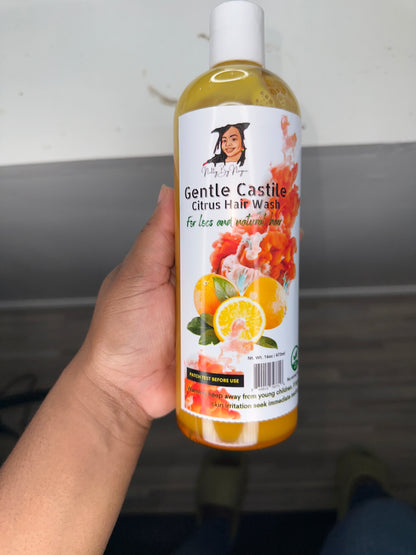 Gentle Castile
Citrus Hair Wash
For locs and natural hair
Nt. Wt. 16oz / 473ml
PATCH TEST BEFORE USE
keep away from young children,
skin irritation seek immediate